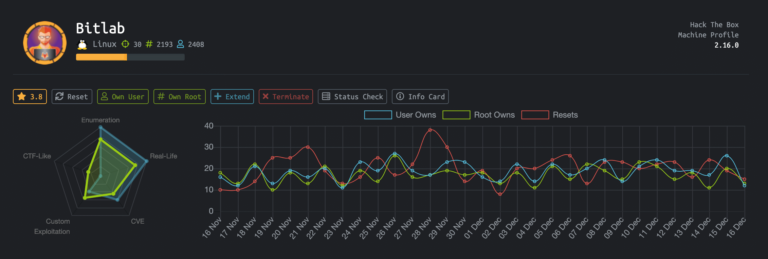 Bitlab
Linux 30 # 2193 2408
Hack The Box
Machine Profile
2.16.0
3.8 Reset Own User # Own Root Extend Terminate Status Check Info Card
User Owns Root Owns Resets
Enumeration
Real-Life
CVE
Custom
Exploitation
CTF-Like
40
30
20
10
0
16 Nov 17 Nov 18 Nov 19 Nov 20 Nov 21 Nov 22 Nov 23 Nov 24 Nov 25 Nov 26 Nov 27 Nov 28 Nov 29 Nov 30 Nov 01 Dec 02 Dec 03 Dec 04 Dec 05 Dec 06 Dec 07 Dec 08 Dec 09 Dec 10 Dec 11 Dec 12 Dec 13 Dec 14 Dec 15 Dec 16 Dec